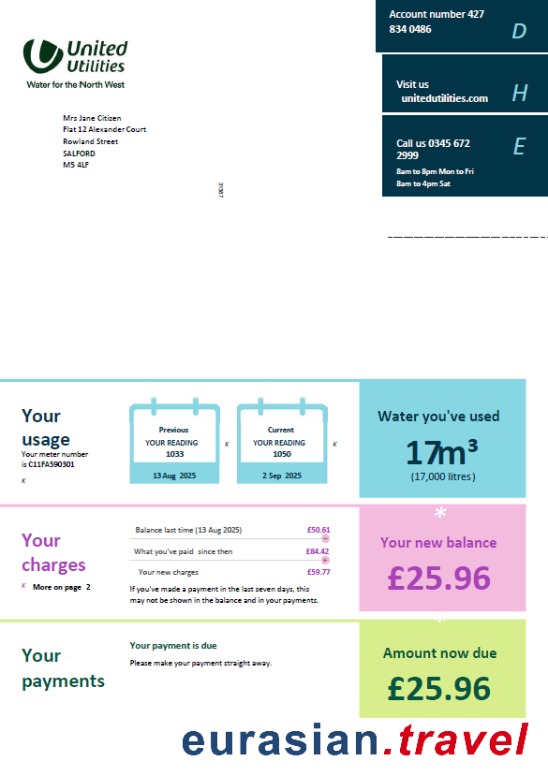 United
Utilities
Water for the North West
Account number 427
834 0486
D
Visit us
unitedutilities.com
H
Call us 0345 672
2999
E
8am to 8pm Mon to Fri
8am to 4pm Sat
Mrs Jane Citizen
Flat 12 Alexander Court
Rowland Street
SALFORD
M5 4LF
Your
usage
Your meter number
is C11FA590301
K
Previous
YOUR READING
1033
13 Aug 2025
K
Current
YOUR READING
1050
2 Sep 2025
K
Water you've used
17m³
(17,000 litres)
Your
charges
K More on page 2
Balance last time (13 Aug 2025) £50.61
–
What you've paid since then £84.42
+
Your new charges £59.77
If you've made a payment in the last seven days, this
may not be shown in the balance and in your payments.
*
Your new balance
£25.96
Your
payments
Your payment is due
Please make your payment straight away.
Amount now due
£25.96
eurasian.travel